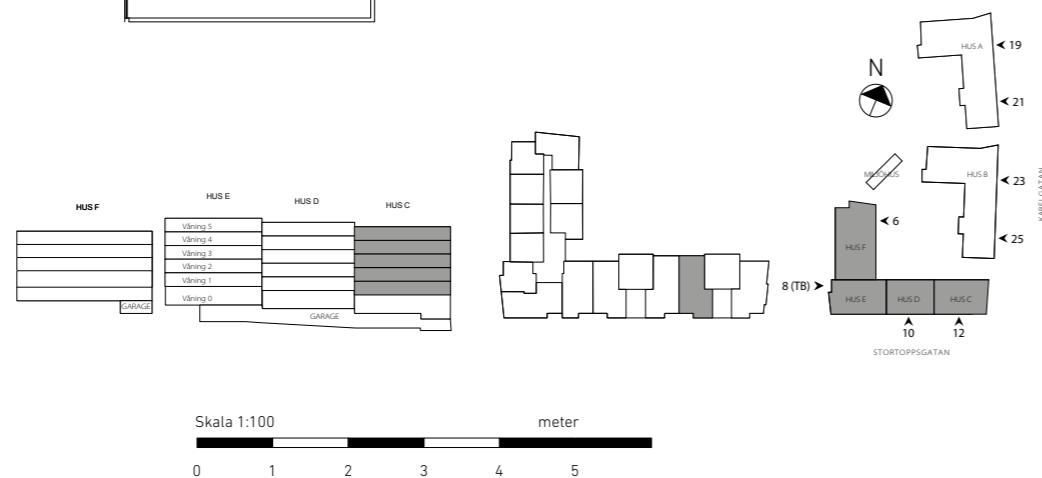 HUS F
GARAGE
HUS E
Våning 5
Våning 4
Våning 3
Våning 2
Våning 1
Våning 0
HUS D
HUS C
GARAGE
N
HUS A
19
21
MILJÖHUS
HUS B
23
25
KABELGATAN
6
HUS F
8 (TB)
HUS E
HUS D
HUS C
10
12
STORTOPPSGATAN
Skala 1:100
meter
0 1 2 3 4 5